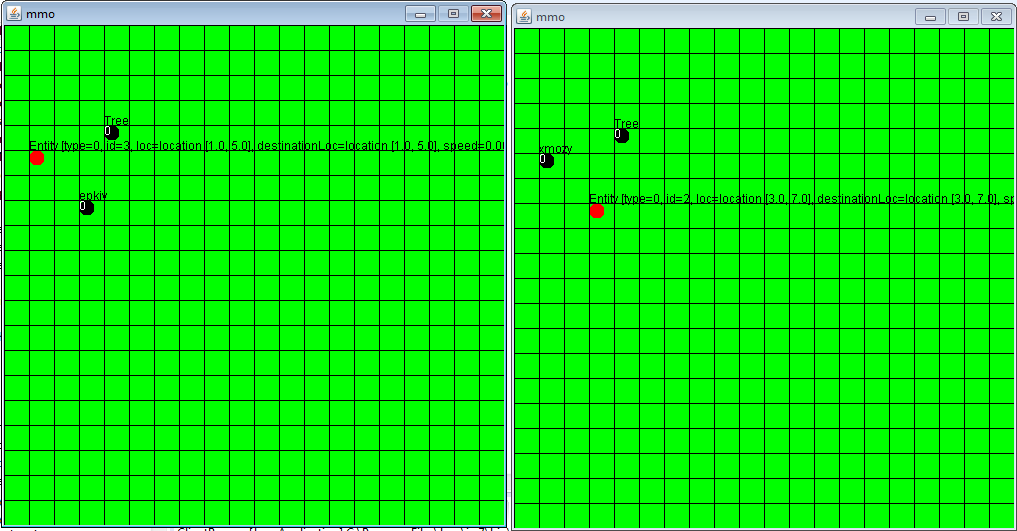 mmo
Tree
0
Entity [type=0, id=3, loc=location [1.0, 5.0], destinationLoc=location [1.0, 5.0], speed=0.0
epkiv
0
mmo
Tree
0
xmozy
0
Entity [type=0, id=2, loc=location [3.0, 7.0], destinationLoc=location [3.0, 7.0], sp